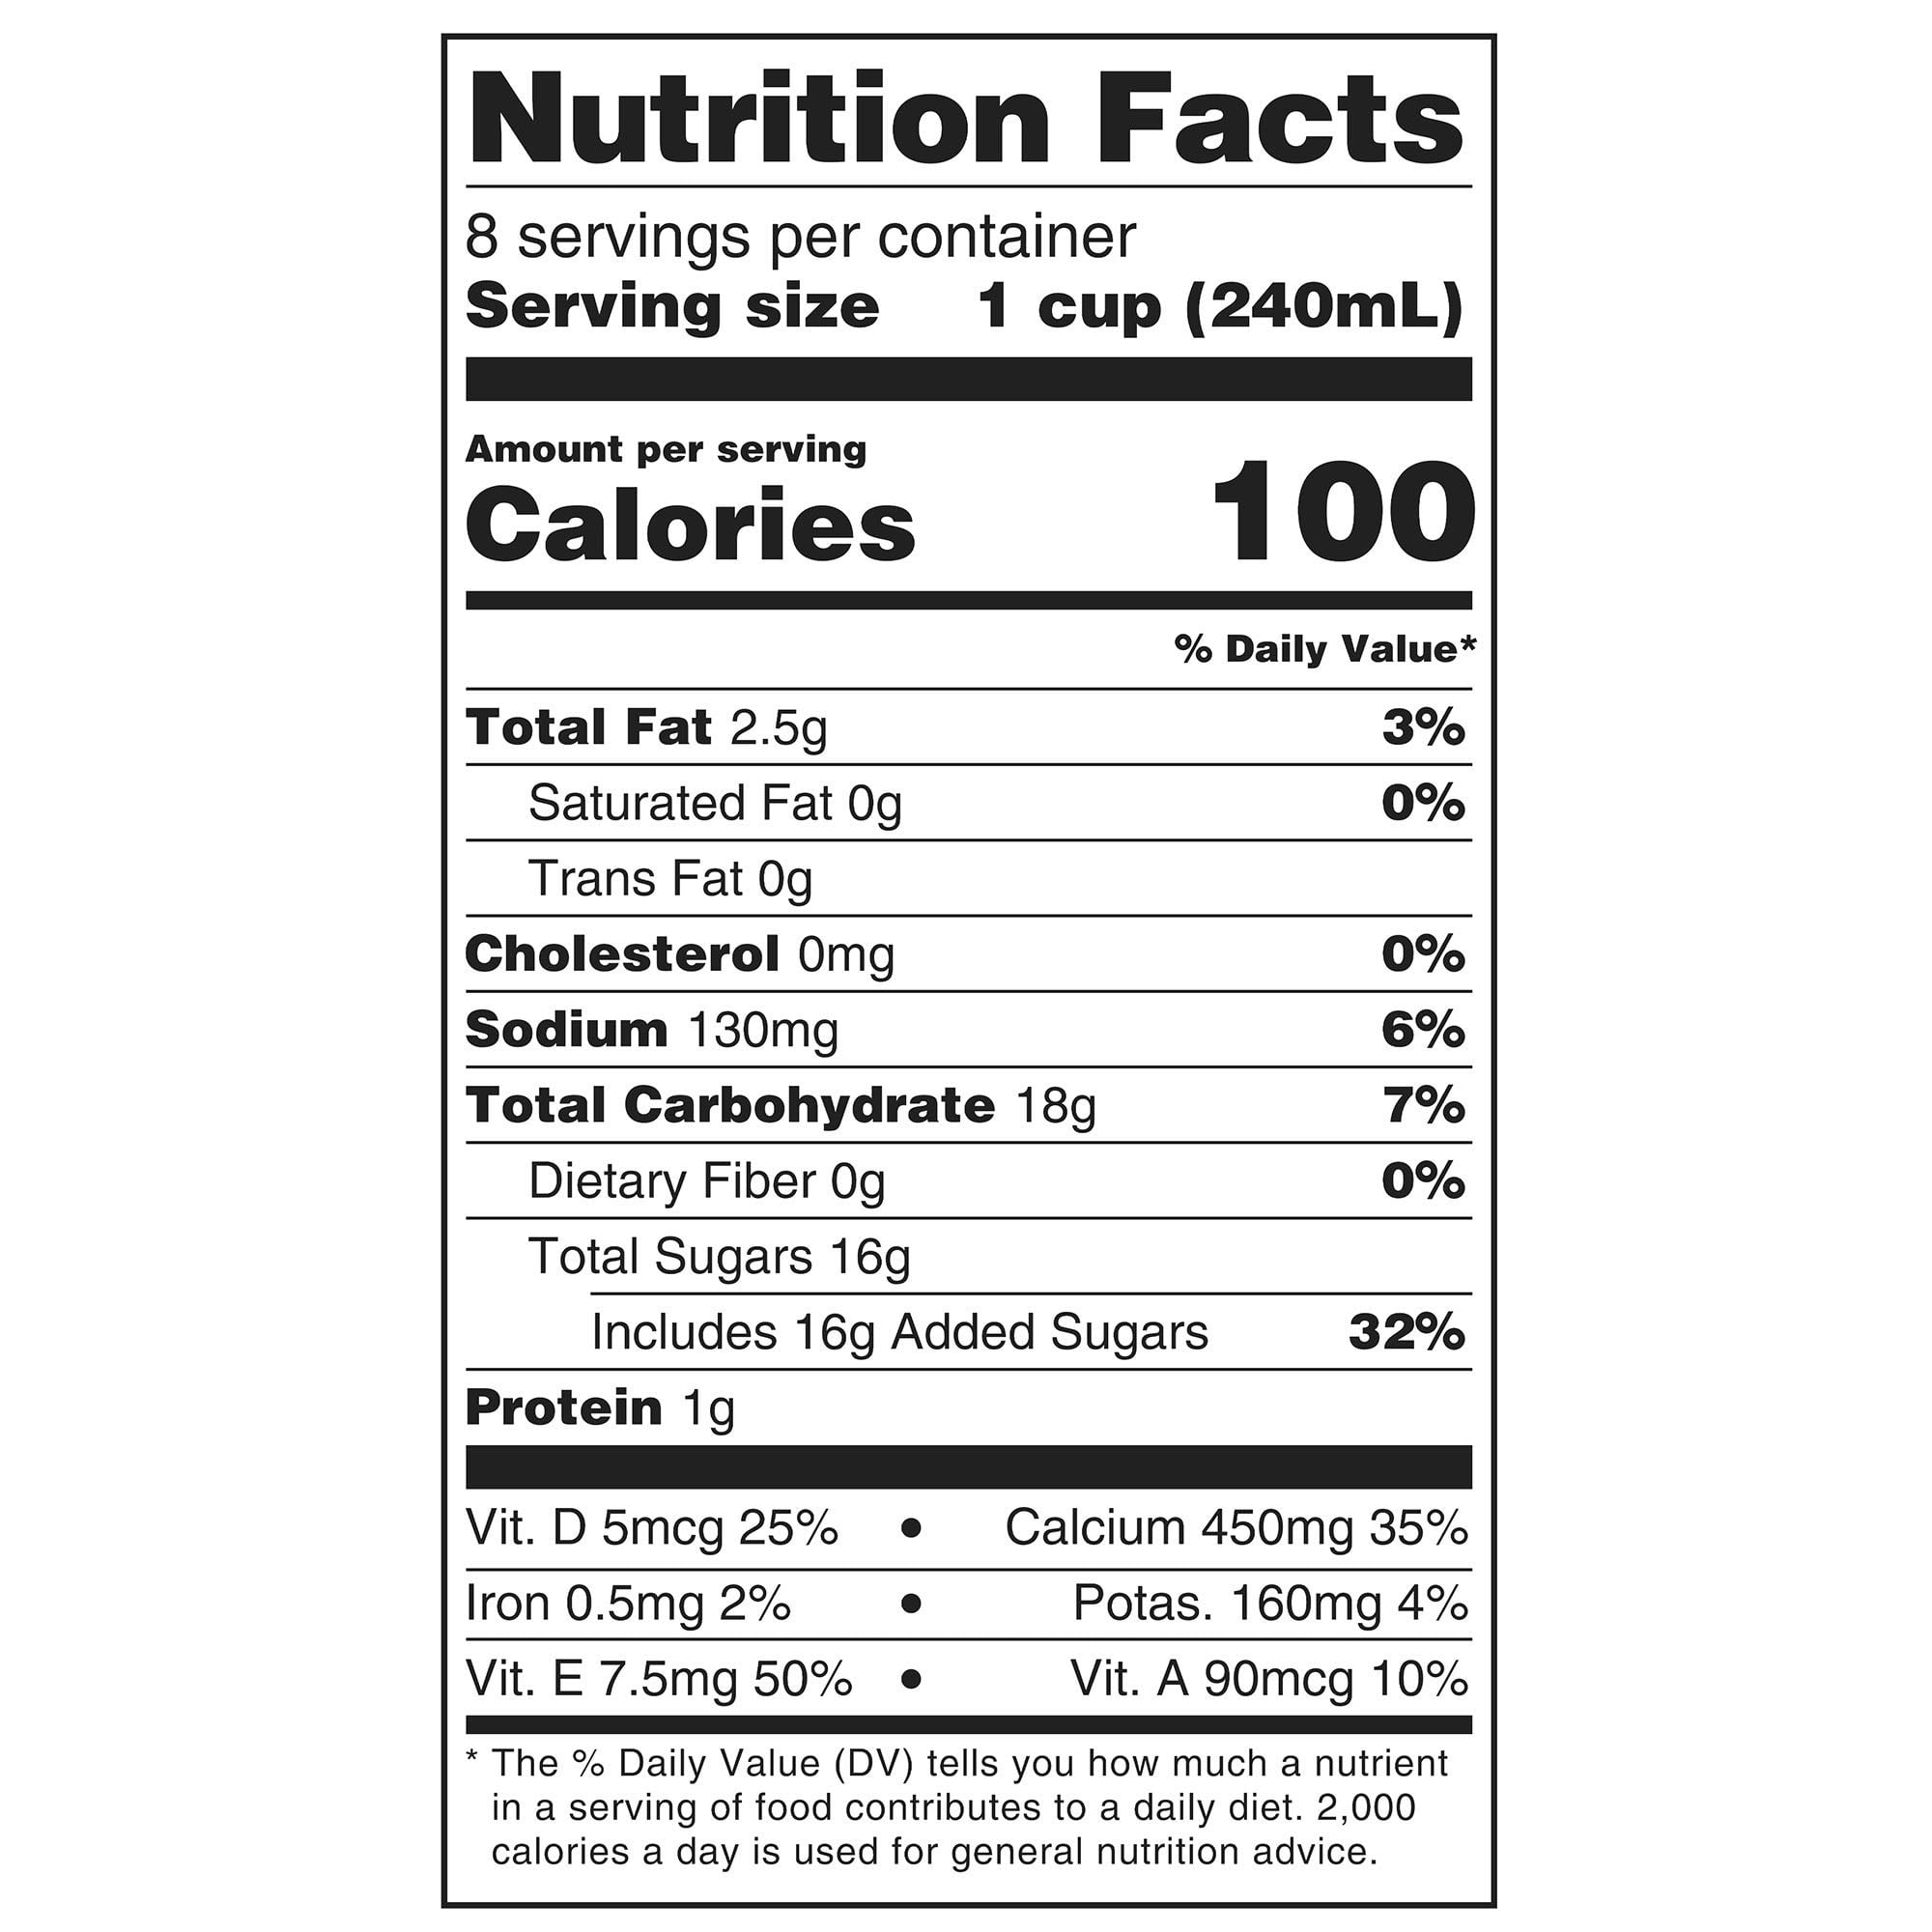 Nutrition Facts
8 servings per container
Serving size 1 cup (240mL)
Amount per serving
Calories 100
% Daily Value*
Total Fat 2.5g 3%
Saturated Fat 0g 0%
Trans Fat 0g
Cholesterol 0mg 0%
Sodium 130mg 6%
Total Carbohydrate 18g 7%
Dietary Fiber 0g 0%
Total Sugars 16g
Includes 16g Added Sugars 32%
Protein 1g
Vit. D 5mcg 25% • Calcium 450mg 35%
Iron 0.5mg 2% • Potas. 160mg 4%
Vit. E 7.5mg 50% • Vit. A 90mcg 10%
* The % Daily Value (DV) tells you how much a nutrient
in a serving of food contributes to a daily diet. 2,000
calories a day is used for general nutrition advice.